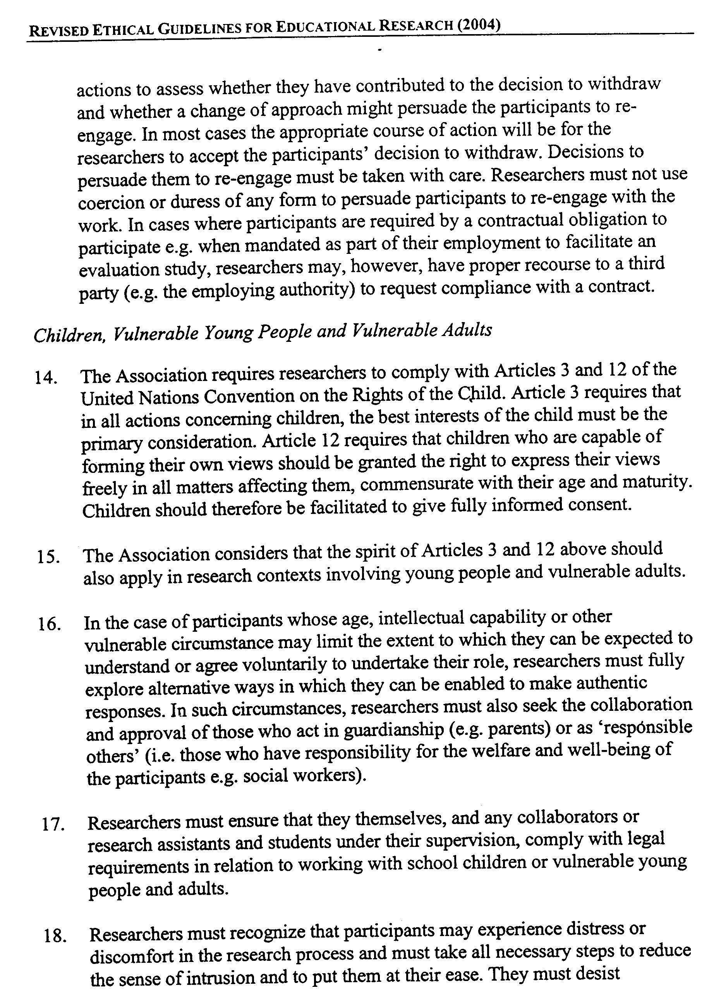 REVISED ETHICAL GUIDELINES FOR EDUCATIONAL RESEARCH (2004)
actions to assess whether they have contributed to the decision to withdraw
and whether a change of approach might persuade the participants to re-
engage. In most cases the appropriate course of action will be for the
researchers to accept the participants' decision to withdraw. Decisions to
persuade them to re-engage must be taken with care. Researchers must not use
coercion or duress of any form to persuade participants to re-engage with the
work. In cases where participants are required by a contractual obligation to
participate e.g. when mandated as part of their employment to facilitate an
evaluation study, researchers may, however, have proper recourse to a third
party (e.g. the employing authority) to request compliance with a contract.
Children, Vulnerable Young People and Vulnerable Adults
14. The Association requires researchers to comply with Articles 3 and 12 of the
United Nations Convention on the Rights of the Child. Article 3 requires that
in all actions concerning children, the best interests of the child must be the
primary consideration. Article 12 requires that children who are capable of
forming their own views should be granted the right to express their views
freely in all matters affecting them, commensurate with their age and maturity.
Children should therefore be facilitated to give fully informed consent.
15. The Association considers that the spirit of Articles 3 and 12 above should
also apply in research contexts involving young people and vulnerable adults.
16. In the case of participants whose age, intellectual capability or other
vulnerable circumstance may limit the extent to which they can be expected to
understand or agree voluntarily to undertake their role, researchers must fully
explore alternative ways in which they can be enabled to make authentic
responses. In such circumstances, researchers must also seek the collaboration
and approval of those who act in guardianship (e.g. parents) or as 'responsible
others' (i.e. those who have responsibility for the welfare and well-being of
the participants e.g. social workers).
17. Researchers must ensure that they themselves, and any collaborators or
research assistants and students under their supervision, comply with legal
requirements in relation to working with school children or vulnerable young
people and adults.
18. Researchers must recognize that participants may experience distress or
discomfort in the research process and must take all necessary steps to reduce
the sense of intrusion and to put them at their ease. They must desist